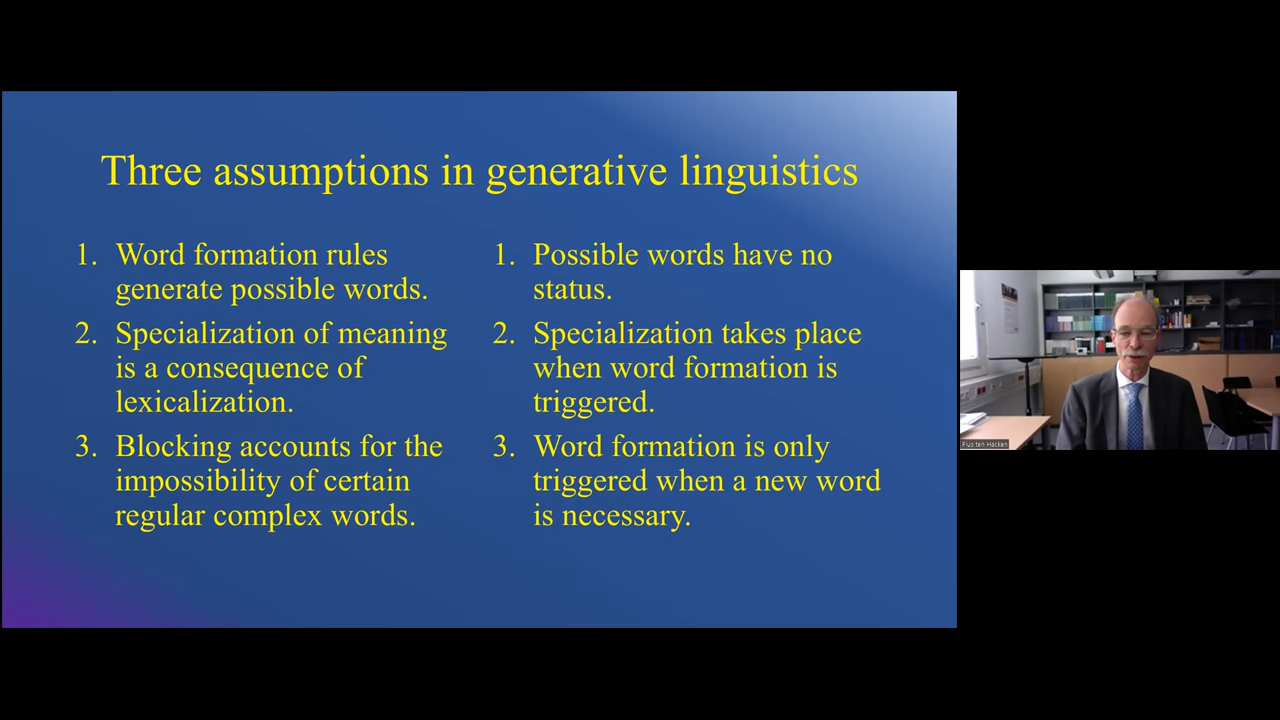 Three assumptions in generative linguistics
1. Word formation rules
generate possible words.
2. Specialization of meaning
is a consequence of
lexicalization.
3. Blocking accounts for the
impossibility of certain
regular complex words.
1. Possible words have no
status.
2. Specialization takes place
when word formation is
triggered.
3. Word formation is only
triggered when a new word
is necessary.
Pius ten Hacken